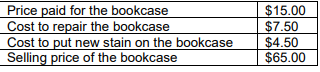 Price paid for the bookcase $15.00
Cost to repair the bookcase $7.50
Cost to put new stain on the bookcase $4.50
Selling price of the bookcase $65.00